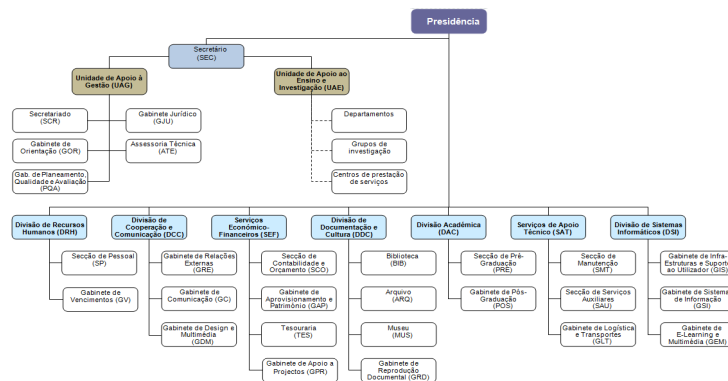 Presidência
Secretário
(SEC)
Unidade de Apoio à
Gestão (UAG)
Unidade de Apoio ao
Ensino e
Investigação (UAE)
Secretariado
(SCR)
Gabinete Jurídico
(GJU)
Departamentos
Gabinete de
Orientação (GOR)
Assessoria Técnica
(ATE)
Grupos de
investigação
Gab. de Planeamento,
Qualidade e Avaliação
(PQA)
Centros de prestação
de serviços
Divisão de Recursos
Humanos (DRH)
Divisão de
Cooperação e
Comunicação (DCC)
Serviços
Económico-
Financeiros (SEF)
Divisão de
Documentação e
Cultura (DDC)
Divisão Académica
(DAC)
Serviços de Apoio
Técnico (SAT)
Divisão de Sistemas
Informáticos (DSI)
Secção de Pessoal
(SP)
Gabinete de Relações
Externas
(GRE)
Secção de
Contabilidade e
Orçamento (SCO)
Biblioteca
(BIB)
Secção de Pré-
Graduação
(PRE)
Secção de
Manutenção
(SMT)
Gabinete de Infra-
Estruturas e Suporte
ao Utilizador (GIS)
Gabinete de
Vencimentos (GV)
Gabinete de
Comunicação (GC)
Gabinete de
Aprovisionamento e
Património (GAP)
Arquivo
(ARQ)
Gabinete de Pós-
Graduação
(POS)
Secção de Serviços
Auxiliares
(SAU)
Gabinete de Sistemas
de Informação
(GSI)
Gabinete de Design e
Multimédia
(GDM)
Tesouraria
(TES)
Museu
(MUS)
Gabinete de Logística
e Transportes
(GLT)
Gabinete de
E-Learning e
Multimédia (GEM)
Gabinete de Apoio a
Projectos (GPR)
Gabinete de
Reprodução
Documental (GRD)